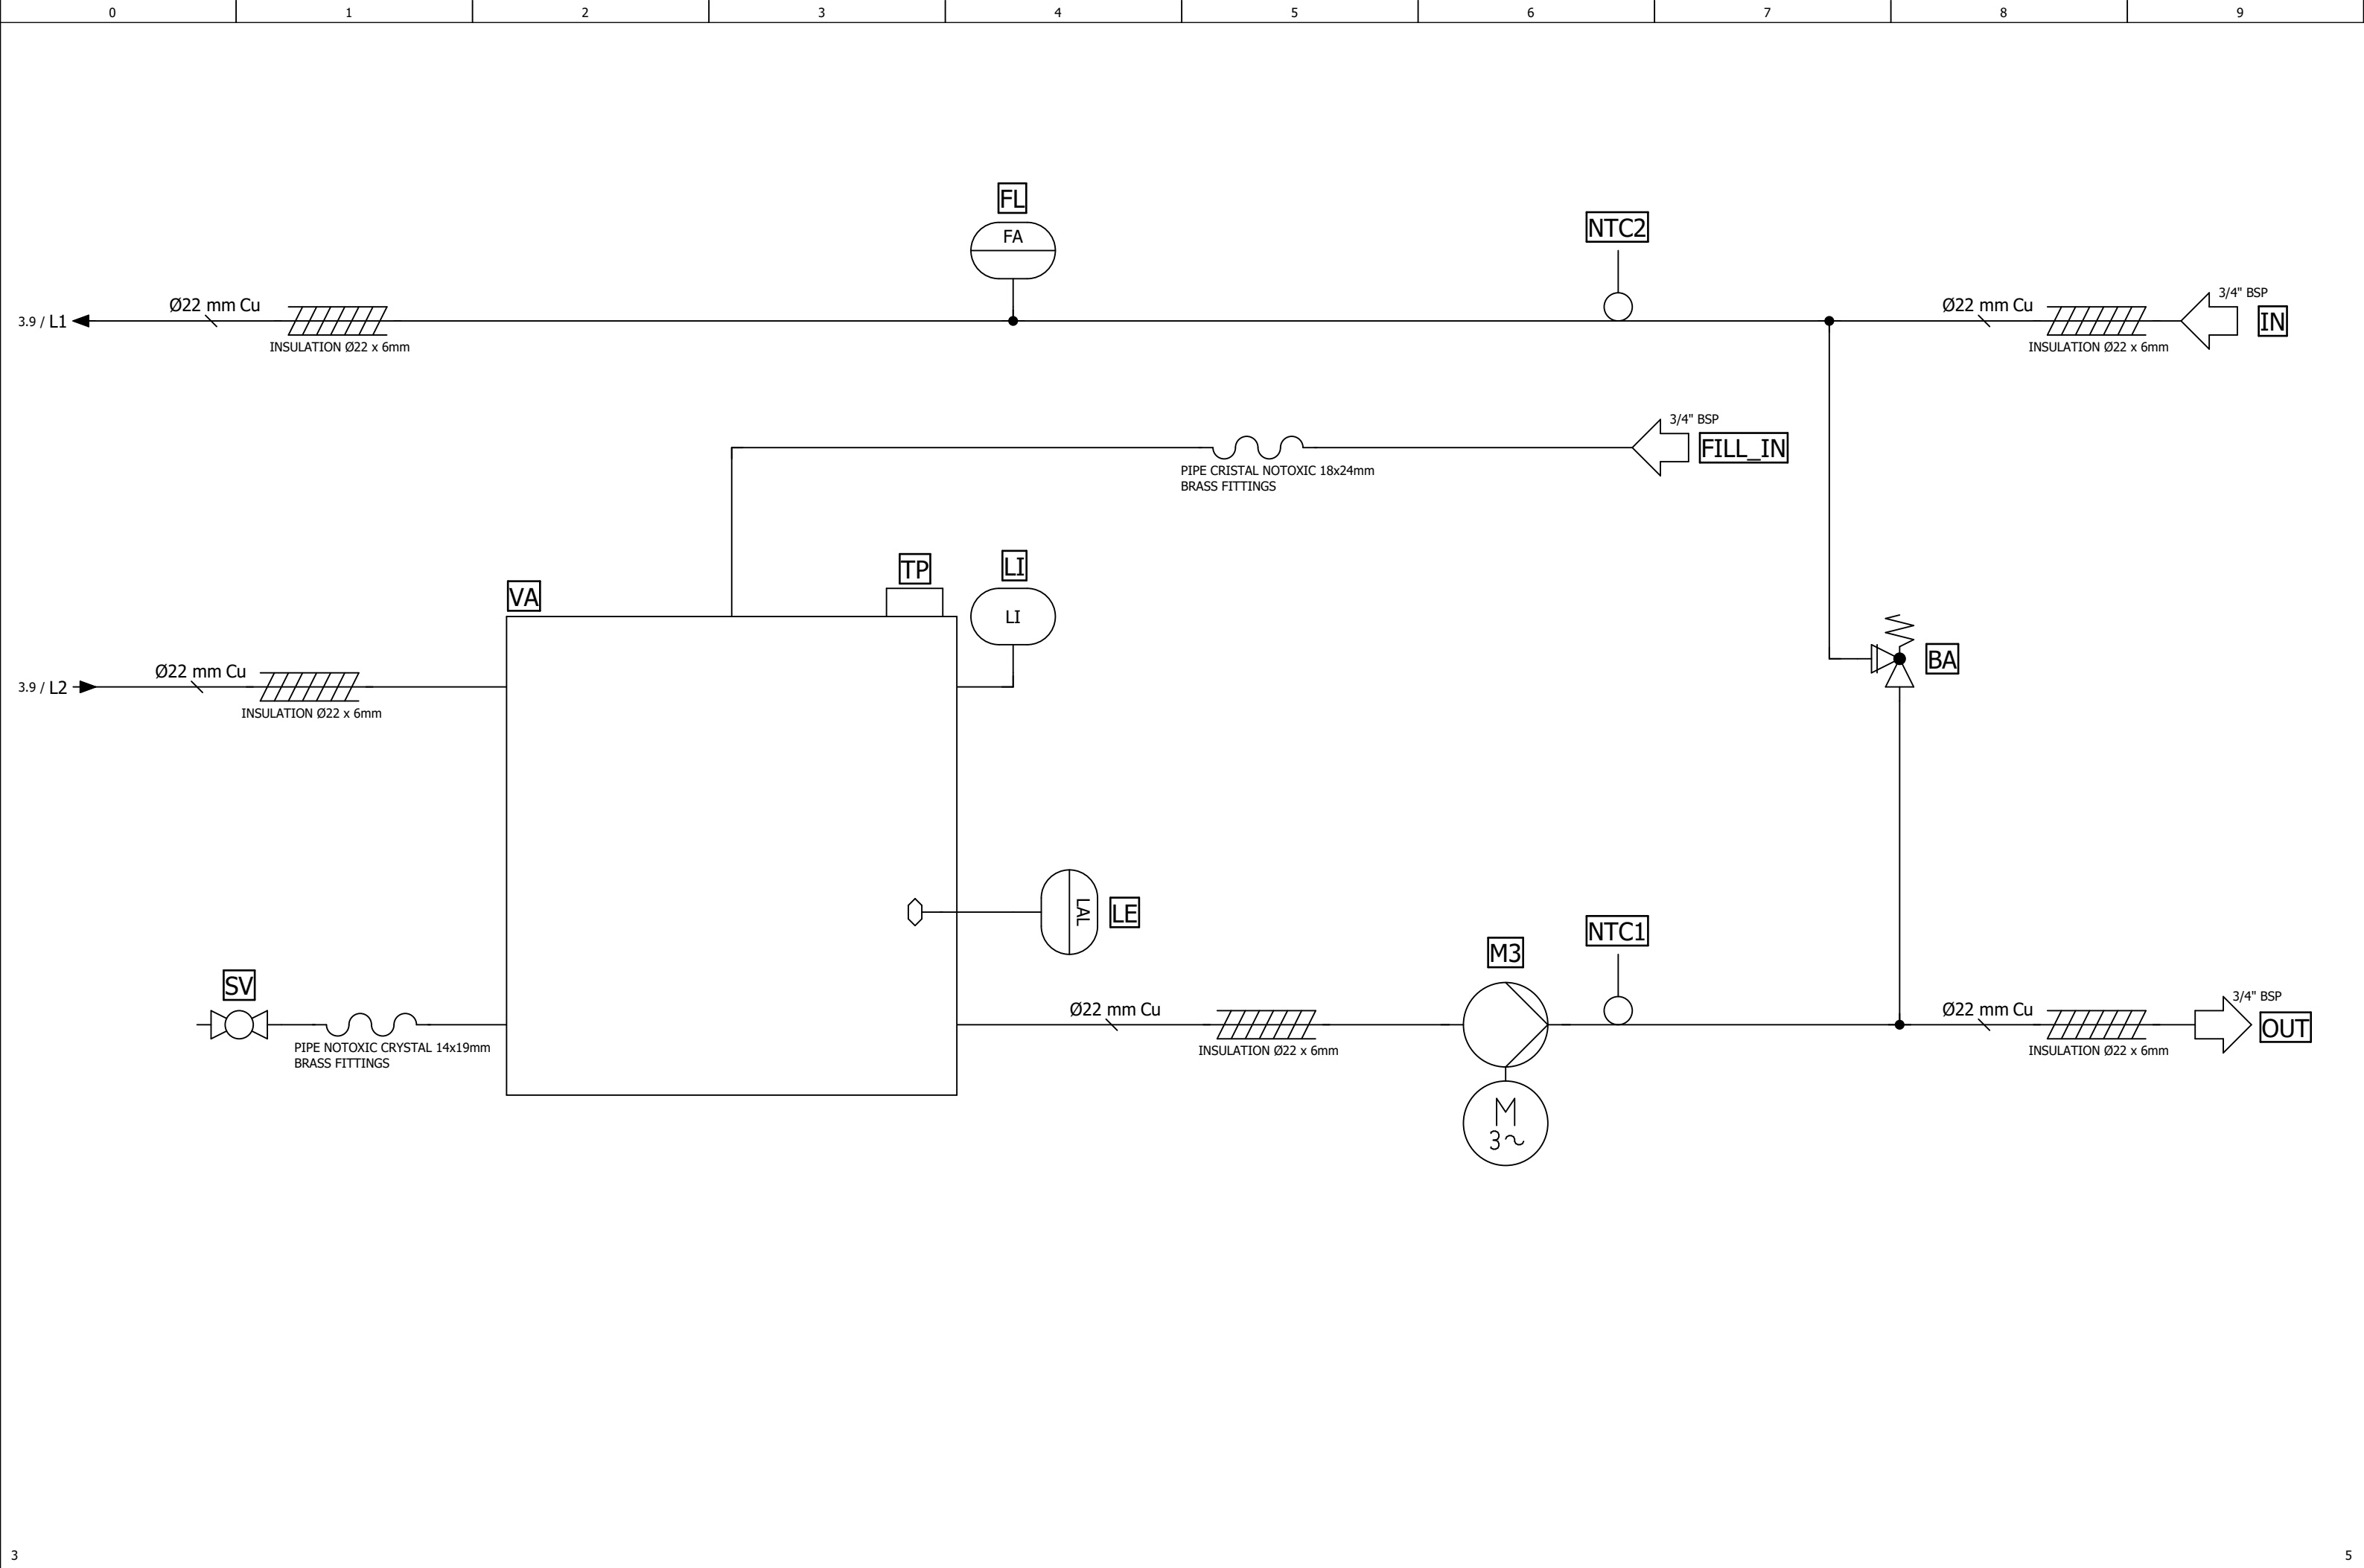 0 1 2 3 4 5 6 7 8 9
FL
FA
NTC2
3.9 / L1
Ø22 mm Cu
INSULATION Ø22 x 6mm
Ø22 mm Cu
INSULATION Ø22 x 6mm
3/4" BSP
IN
3/4" BSP
FILL_IN
PIPE CRISTAL NOTOXIC 18x24mm
BRASS FITTINGS
VA
TP
LI
LI
BA
3.9 / L2
Ø22 mm Cu
INSULATION Ø22 x 6mm
LAL
LE
SV
PIPE NOTOXIC CRYSTAL 14x19mm
BRASS FITTINGS
Ø22 mm Cu
INSULATION Ø22 x 6mm
M3
M
3~
NTC1
Ø22 mm Cu
INSULATION Ø22 x 6mm
3/4" BSP
OUT
3
5